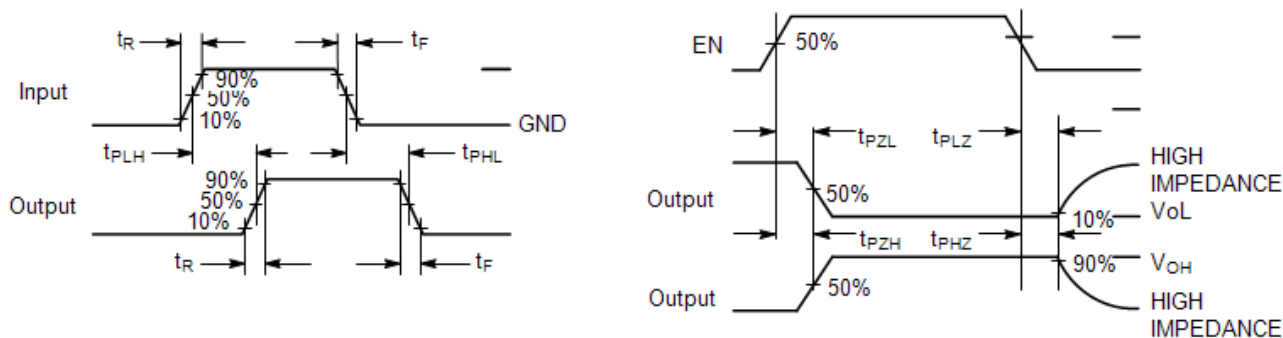 tR
tF
Input
90%
50%
10%
GND
tPLH
tPHL
Output
90%
50%
10%
tR
tF
EN
50%
tPZL
tPLZ
Output
50%
HIGH
IMPEDANCE
10%
VoL
tPZH
tPHZ
Output
50%
90%
VOH
HIGH
IMPEDANCE